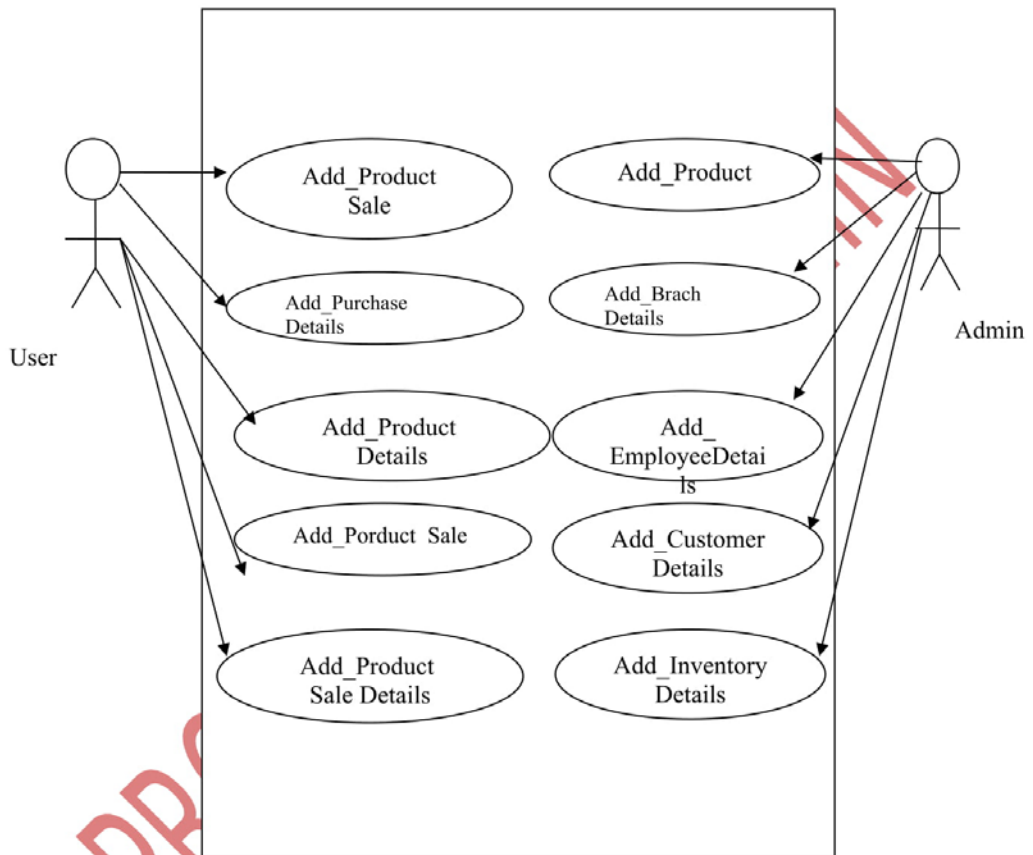 Add_Product
Sale
Add_Product
Add_Purchase
Details
Add_Brach
Details
User
Admin
Add_Product
Details
Add_
EmployeeDetai
ls
Add_Porduct Sale
Add_Customer
Details
Add_Product
Sale Details
Add_Inventory
Details